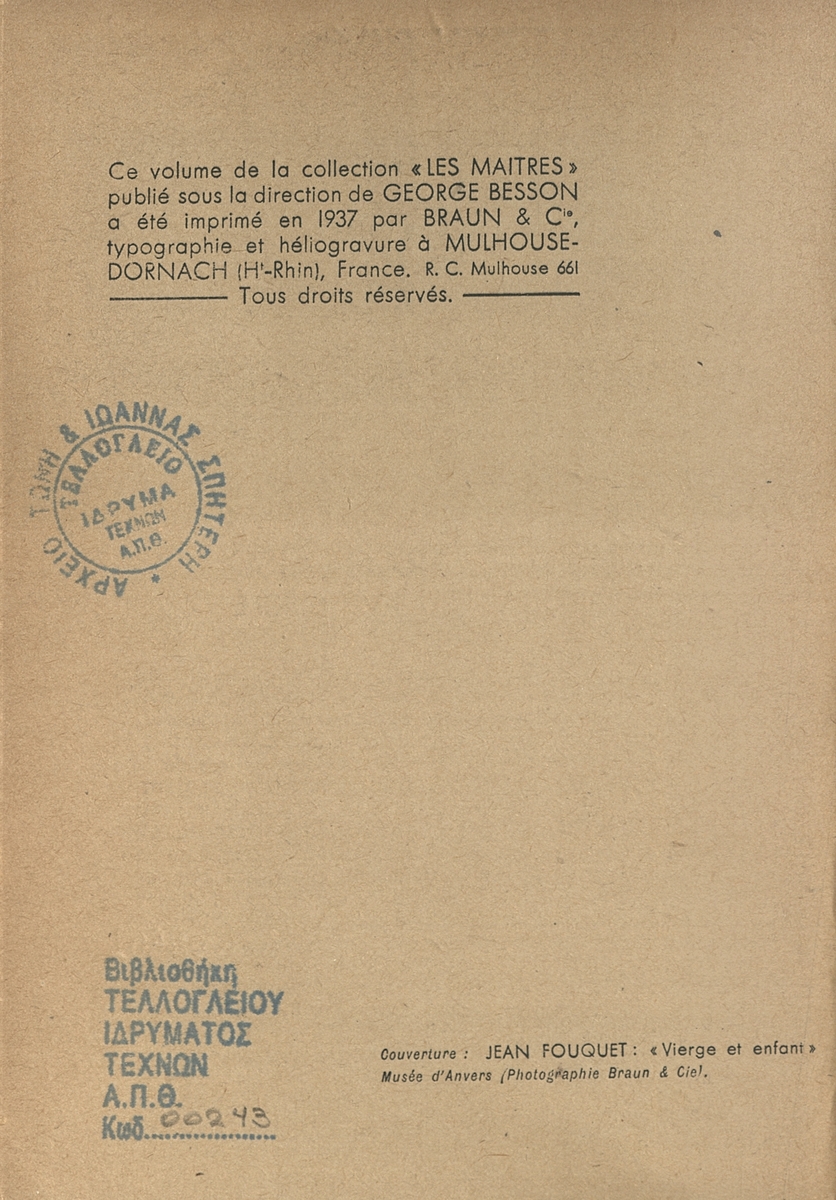 Ce volume de la collection « LES MAITRES »
publié sous la direction de GEORGE BESSON
a été imprimé en 1937 par BRAUN & Cie,
typographie et héliogravure à MULHOUSE-
DORNACH (Ht-Rhin), France. R. C. Mulhouse 661
Tous droits réservés.
ΑΡΧΕΙΟ ΤΩΝΗ & ΙΩΑΝΝΑΣ ΣΠΗΤΕΡΗ *
ΤΕΛΛΟΓΛΕΙΟ
ΙΔΡΥΜΑ
ΤΕΧΝΩΝ
Α.Π.Θ.
Βιβλιοθήκη
ΤΕΛΛΟΓΛΕΙΟΥ
ΙΔΡΥΜΑΤΟΣ
ΤΕΧΝΩΝ
Α.Π.Θ.
Κωδ. 00243
Couverture : JEAN FOUQUET : « Vierge et enfant »
Musée d'Anvers (Photographie Braun & Cie).